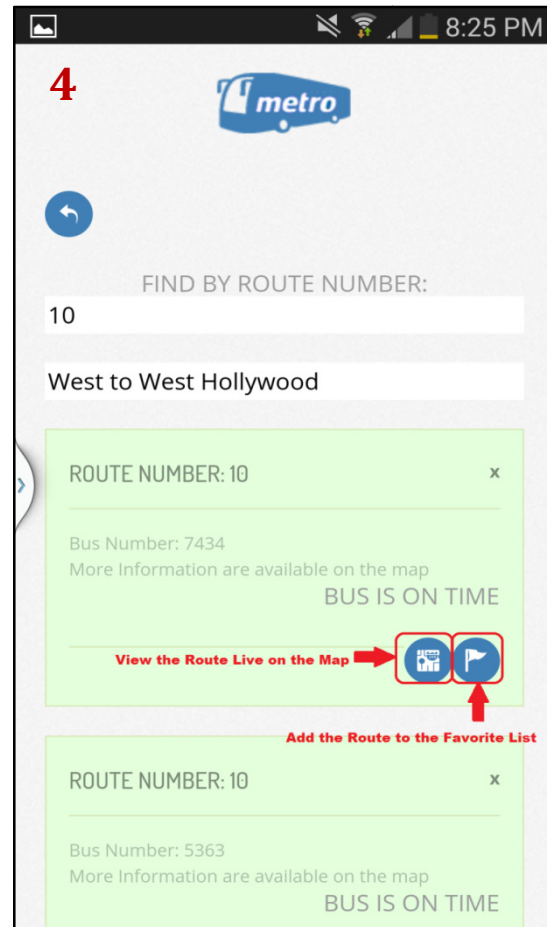 8:25 PM
4
metro
FIND BY ROUTE NUMBER:
10
West to West Hollywood
ROUTE NUMBER: 10 x
Bus Number: 7434
More Information are available on the map
BUS IS ON TIME
View the Route Live on the Map
Add the Route to the Favorite List
ROUTE NUMBER: 10 x
Bus Number: 5363
More Information are available on the map
BUS IS ON TIME